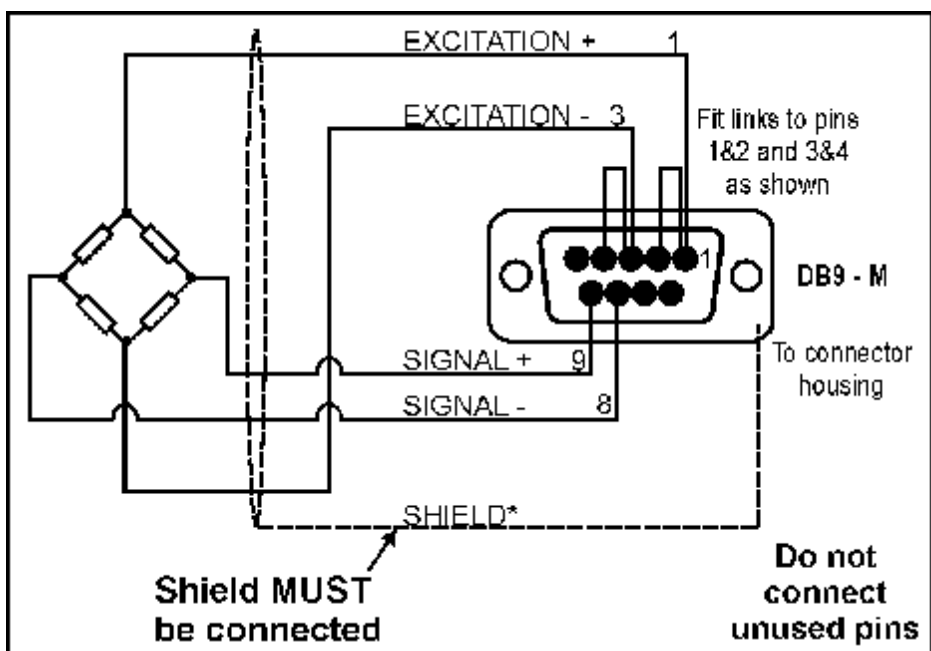 EXCITATION + 1
EXCITATION - 3
Fit links to pins
1&2 and 3&4
as shown
1
DB9 - M
To connector
housing
SIGNAL + 9
SIGNAL - 8
SHIELD*
Shield MUST
be connected
Do not
connect
unused pins